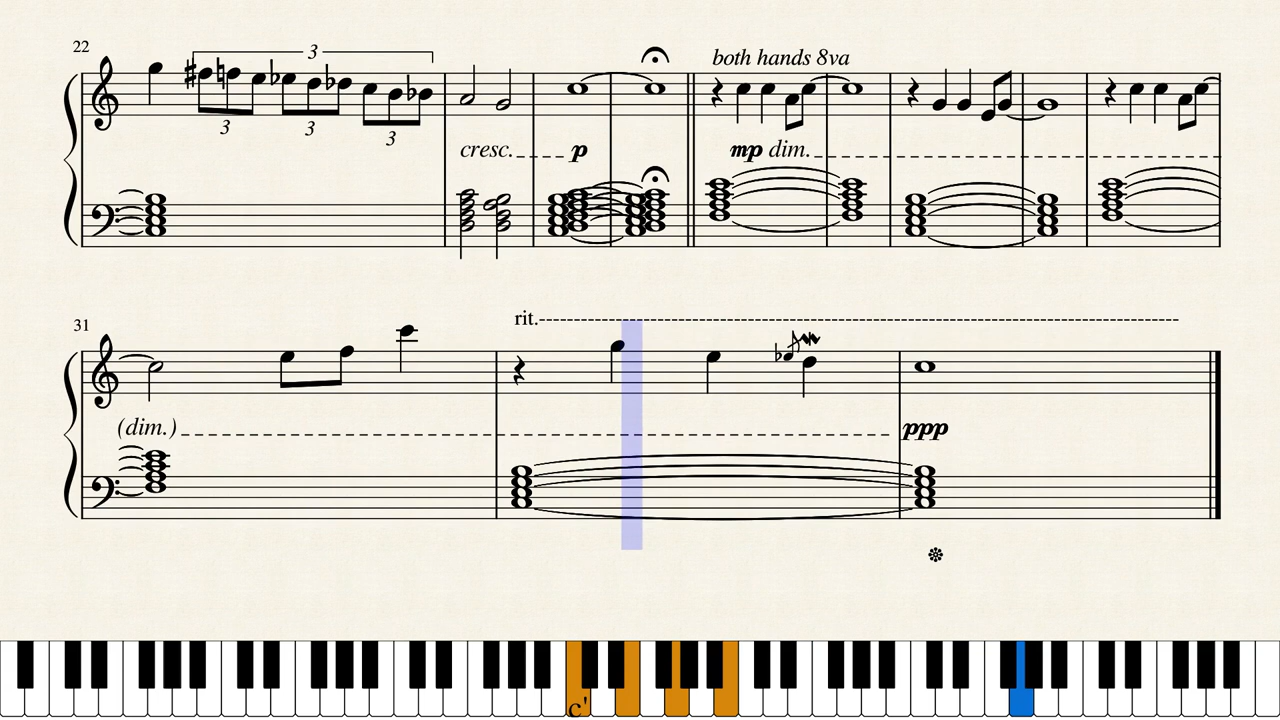 22
3
both hands 8va
3
3
3
cresc.
p
mp dim.
31
rit.
(dim.)
ppp
c'